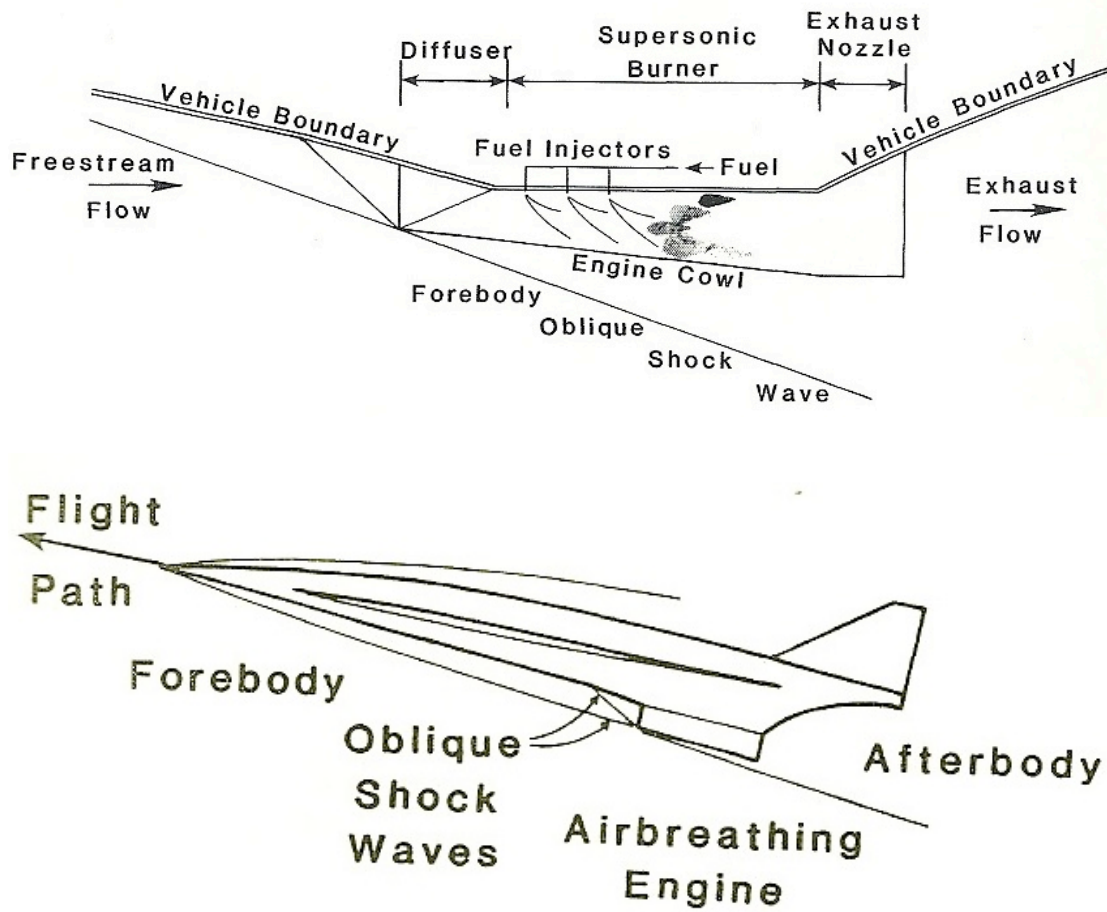 Diffuser
Supersonic
Burner
Exhaust
Nozzle
Vehicle Boundary
Vehicle Boundary
Fuel Injectors
Fuel
Freestream
Flow
Exhaust
Flow
Engine Cowl
Forebody
Oblique
Shock
Wave
Flight
Path
Forebody
Oblique
Shock
Waves
Afterbody
Airbreathing
Engine